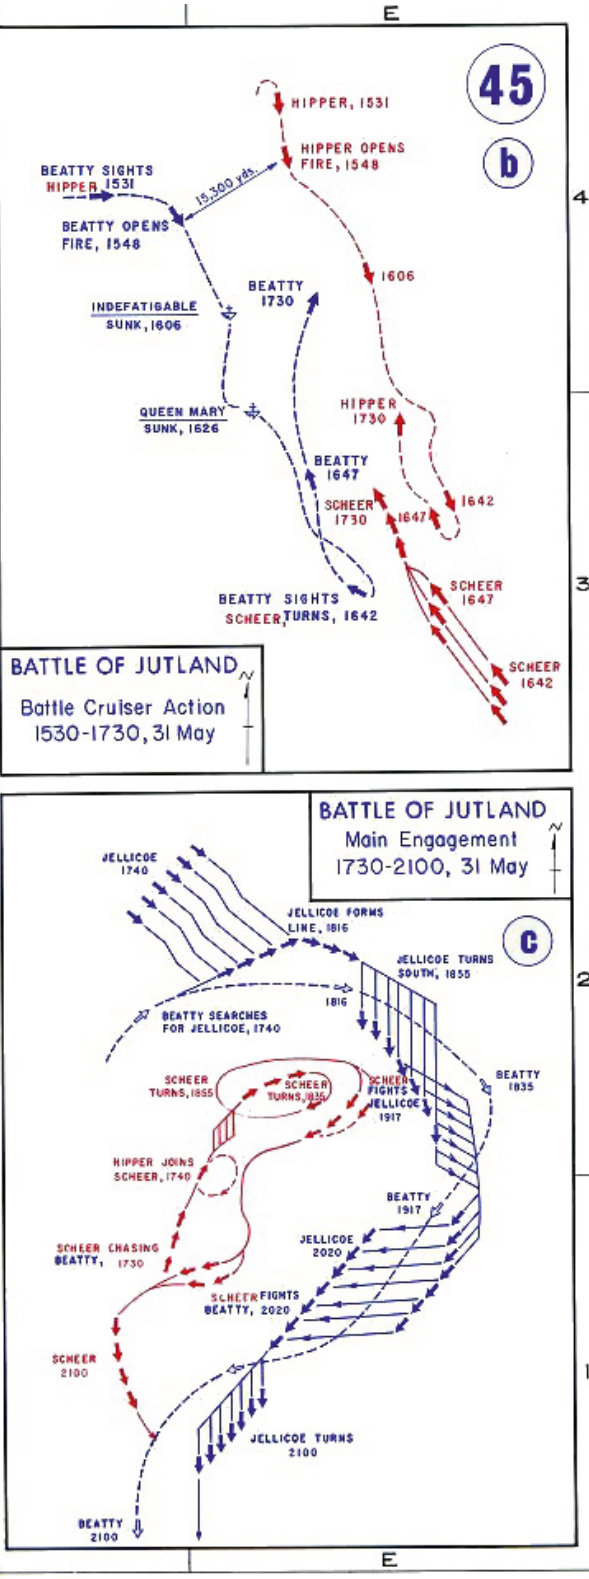 E
45
b
HIPPER, 1531
HIPPER OPENS
FIRE, 1548
BEATTY SIGHTS
HIPPER 1531
15,300 yds.
4
BEATTY OPENS
FIRE, 1548
1606
BEATTY
1730
INDEFATIGABLE
SUNK, 1606
HIPPER
1730
QUEEN MARY
SUNK, 1626
BEATTY
1647
SCHEER
1730
1647
1642
3
SCHEER
1647
BEATTY SIGHTS
SCHEER, TURNS, 1642
SCHEER
1642
BATTLE OF JUTLAND
N
Battle Cruiser Action
1530-1730, 31 May
BATTLE OF JUTLAND
N
Main Engagement
1730-2100, 31 May
c
JELLICOE
1740
JELLICOE FORMS
LINE, 1816
JELLICOE TURNS
SOUTH, 1855
2
1816
BEATTY SEARCHES
FOR JELLICOE, 1740
BEATTY
1835
SCHEER
TURNS, 1855
SCHEER
TURNS, 1835
SCHEER
FIGHTS
JELLICOE
1917
HIPPER JOINS
SCHEER, 1740
BEATTY
1917
JELLICOE
2020
SCHEER CHASING
BEATTY, 1730
SCHEER FIGHTS
BEATTY, 2020
SCHEER
2100
1
JELLICOE TURNS
2100
BEATTY
2100
E